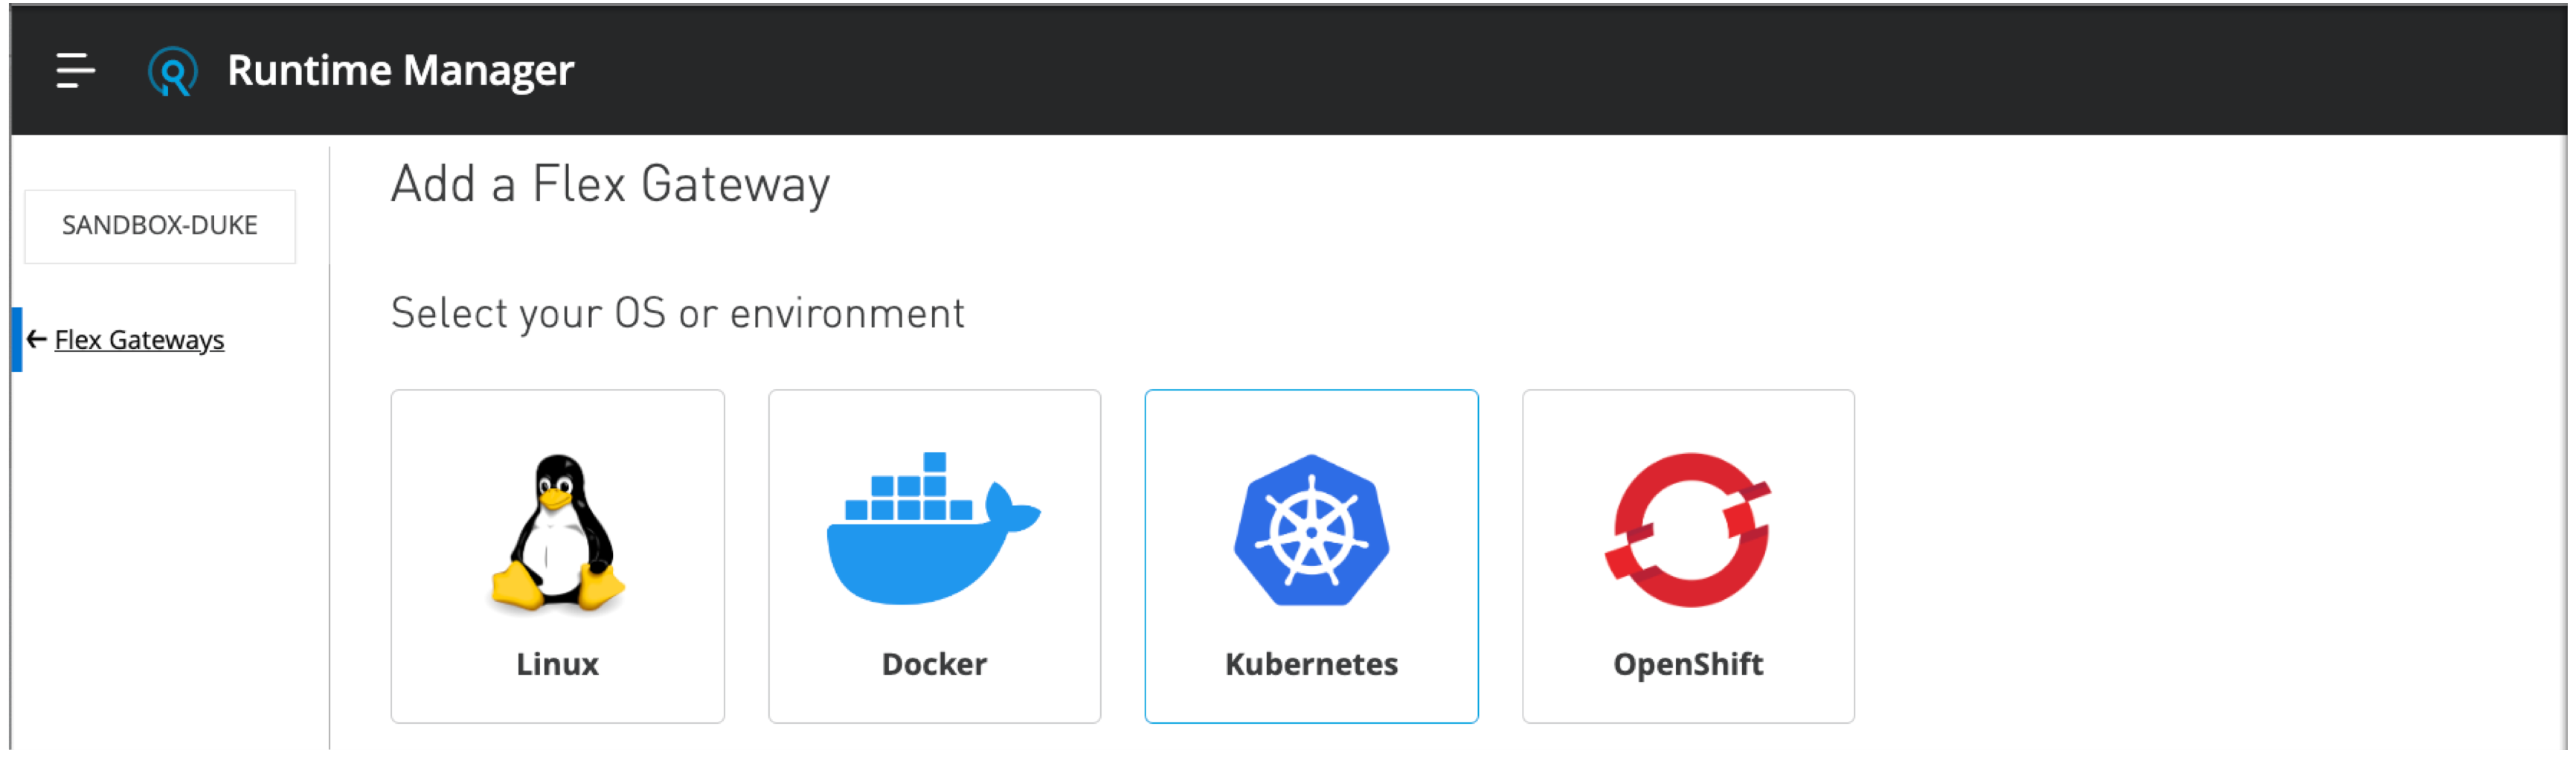 Runtime Manager
SANDBOX-DUKE
← Flex Gateways
Add a Flex Gateway
Select your OS or environment
Linux
Docker
Kubernetes
OpenShift